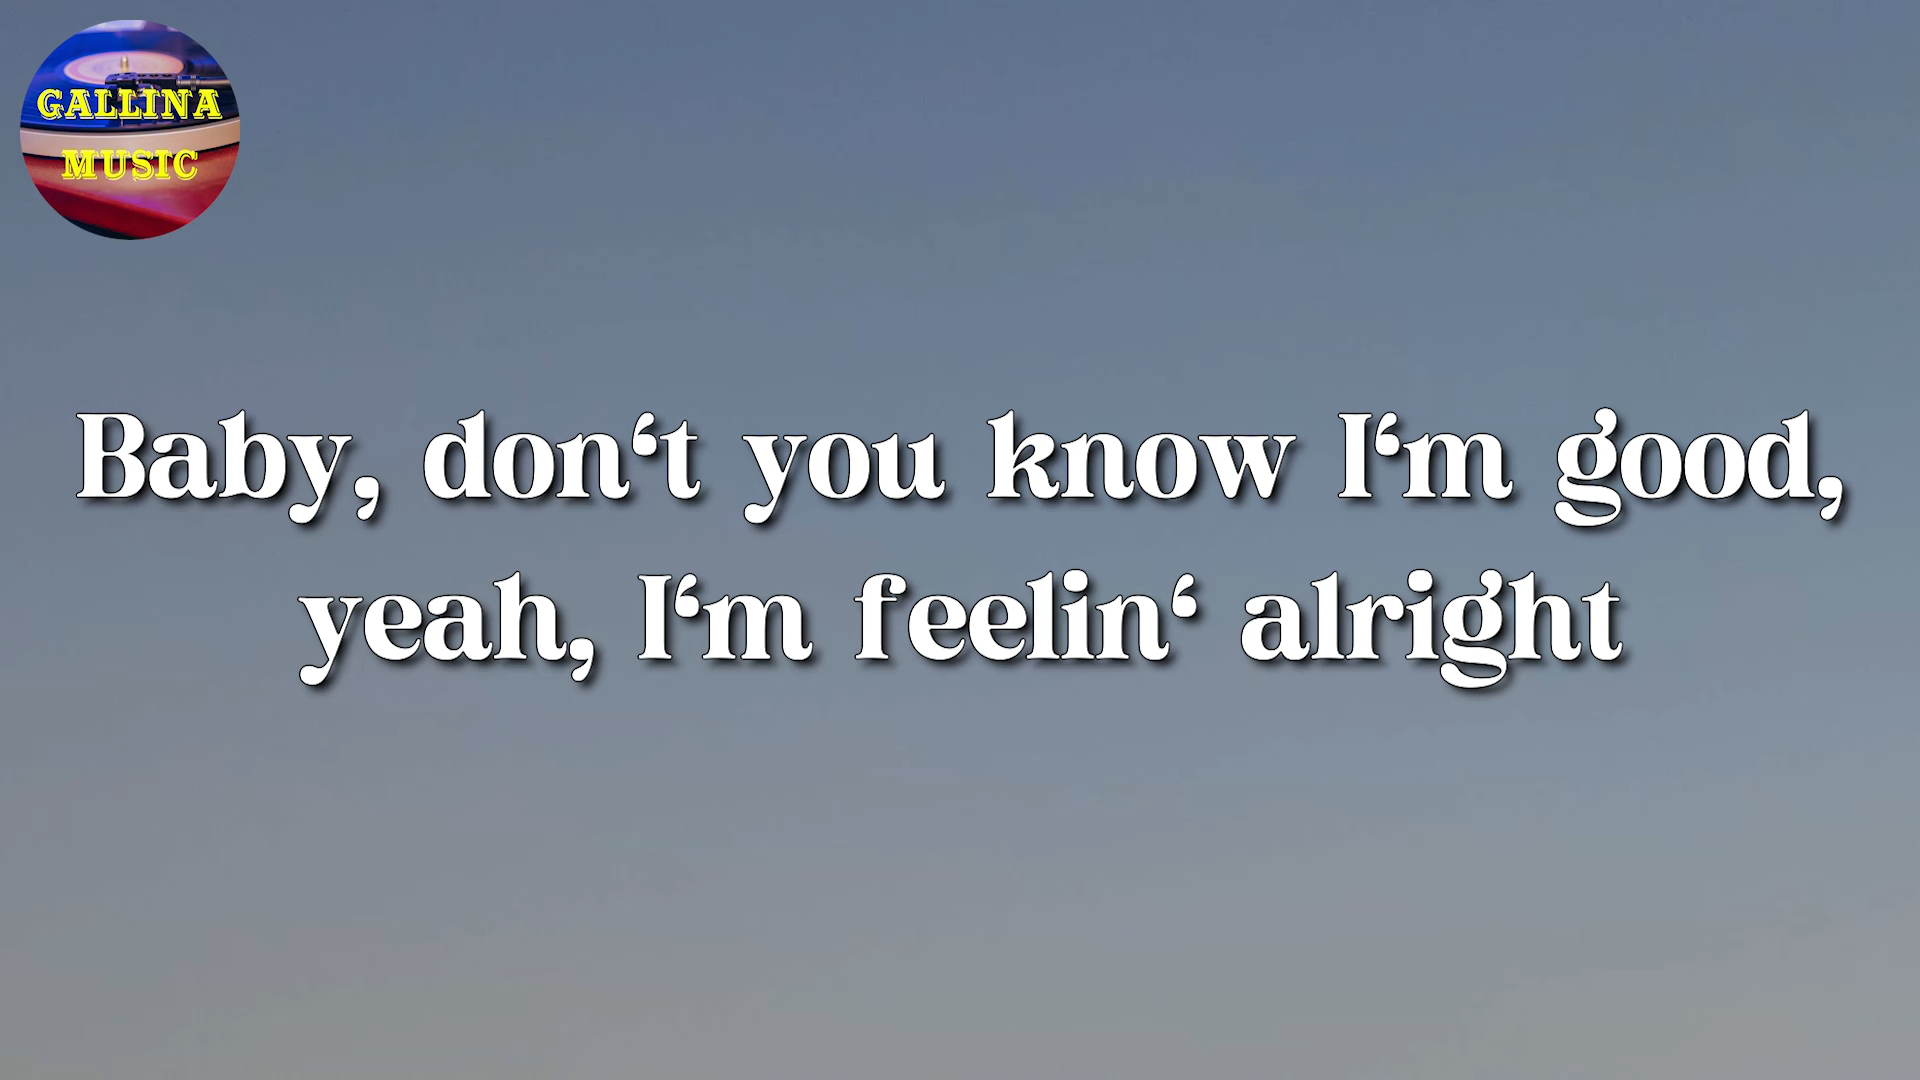 GALLINA
MUSIC
Baby, don‘t you know I‘m good,
yeah, I‘m feelin‘ alright